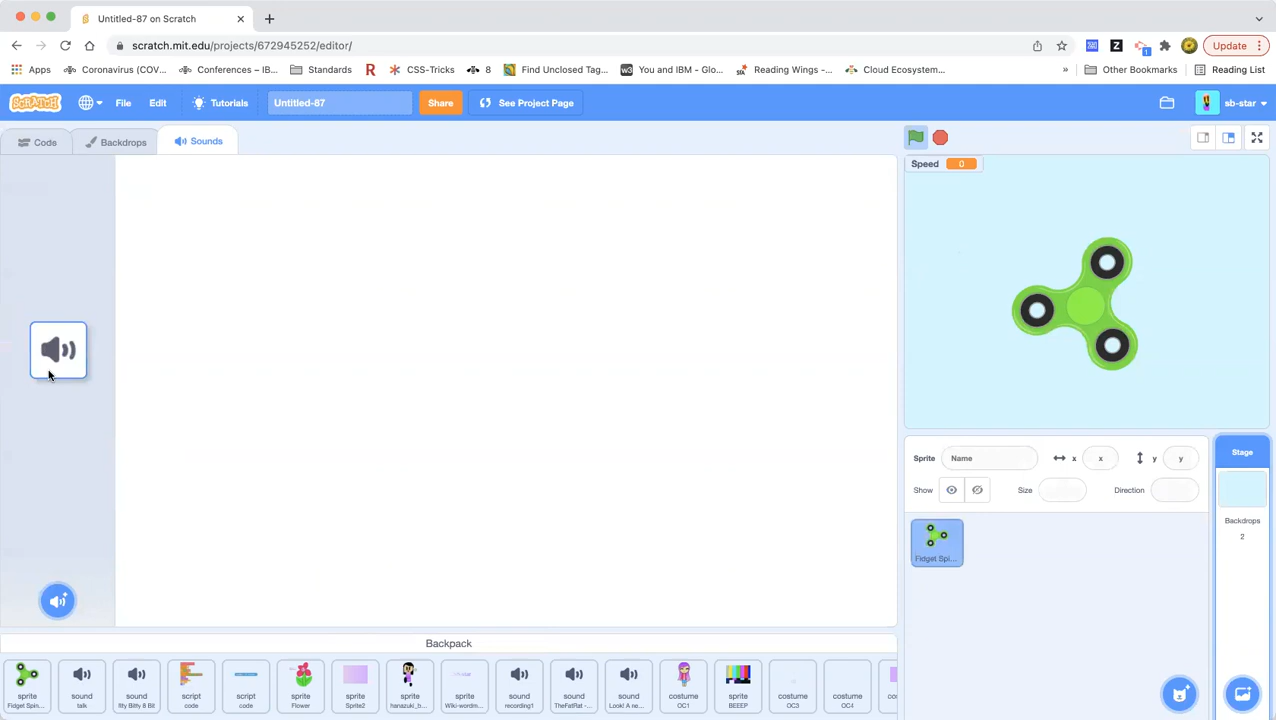 Untitled-87 on Scratch
scratch.mit.edu/projects/672945252/editor/
Update
Apps
Coronavirus (COV...
Conferences – IB...
Standards
R
CSS-Tricks
8
Find Unclosed Tag...
w3
You and IBM - Glo...
Reading Wings -...
Cloud Ecosystem...
»
Other Bookmarks
Reading List
SCRATCH
File
Edit
Tutorials
Untitled-87
Share
See Project Page
sb-star
Code
Backdrops
Sounds
Speed 0
Sprite Name x x y y
Show Size Direction
Fidget Spi...
Stage
Backdrops
2
Backpack
sprite
Fidget Spin...
sound
talk
sound
!!tty Bitty 8 Bit
script
code
script
code
sprite
Flower
sprite
Sprite2
sprite
hanazuki_b...
sprite
Wiki-wordm...
sound
recording1
sound
TheFatRat -...
sound
Look! A ne...
costume
OC1
sprite
BEEEP
costume
OC3
costume
OC4